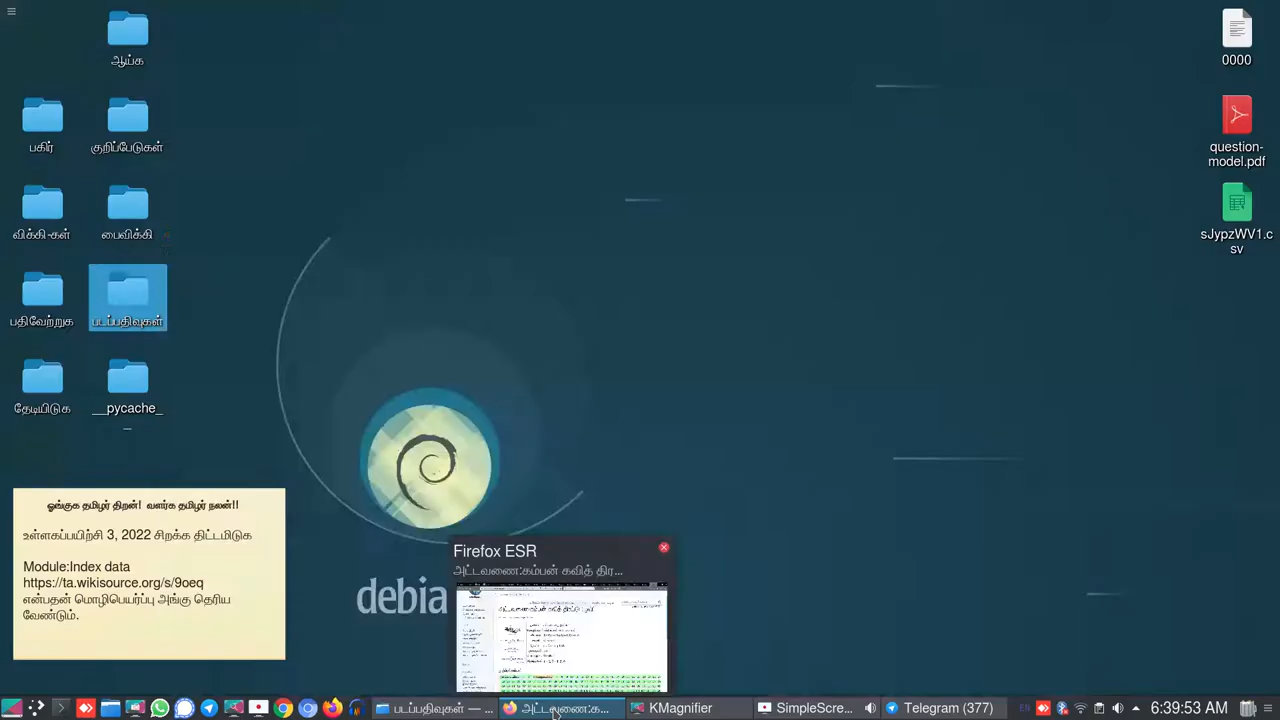 ஆய்க
பகிர்
குறிப்பேடுகள்
விக்கி-கள்
பைவிக்கி
பதிவேற்றுக
படப்பதிவுகள்
தேடியிடுக
__pycache_
_
0000
question-
model.pdf
sJypzWV1.c
sv
ஓங்குக தமிழர் திறன்! வளர்க தமிழர் நலன்!!
உள்ளகப்பயிற்சி 3, 2022 சிறக்க திட்டமிடுக
Module:Index data
https://ta.wikisource.org/s/9oeq
என்பதன் மொழிபெயர்ப்பு அங்கு தெரிய
வேண்டும்.
debia
Firefox ESR
அட்டவணை:கம்பன் கவித் திர...
படப்பதிவுகள் — ...
அட்டவணை:க...
KMagnifier
SimpleScre...
Telegram (377)
EN
6:39:53 AM